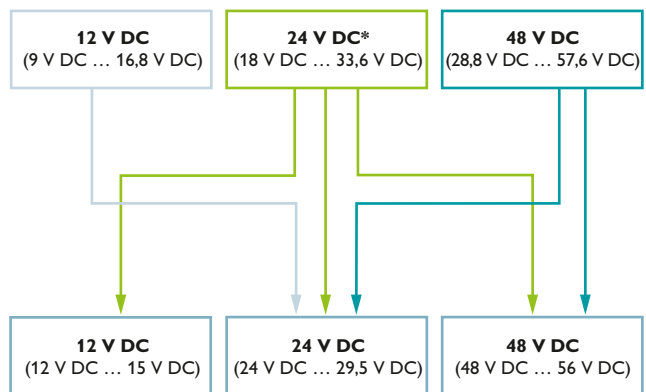 12 V DC
(9 V DC … 16,8 V DC)
24 V DC*
(18 V DC … 33,6 V DC)
48 V DC
(28,8 V DC … 57,6 V DC)
12 V DC
(12 V DC … 15 V DC)
24 V DC
(24 V DC … 29,5 V DC)
48 V DC
(48 V DC … 56 V DC)